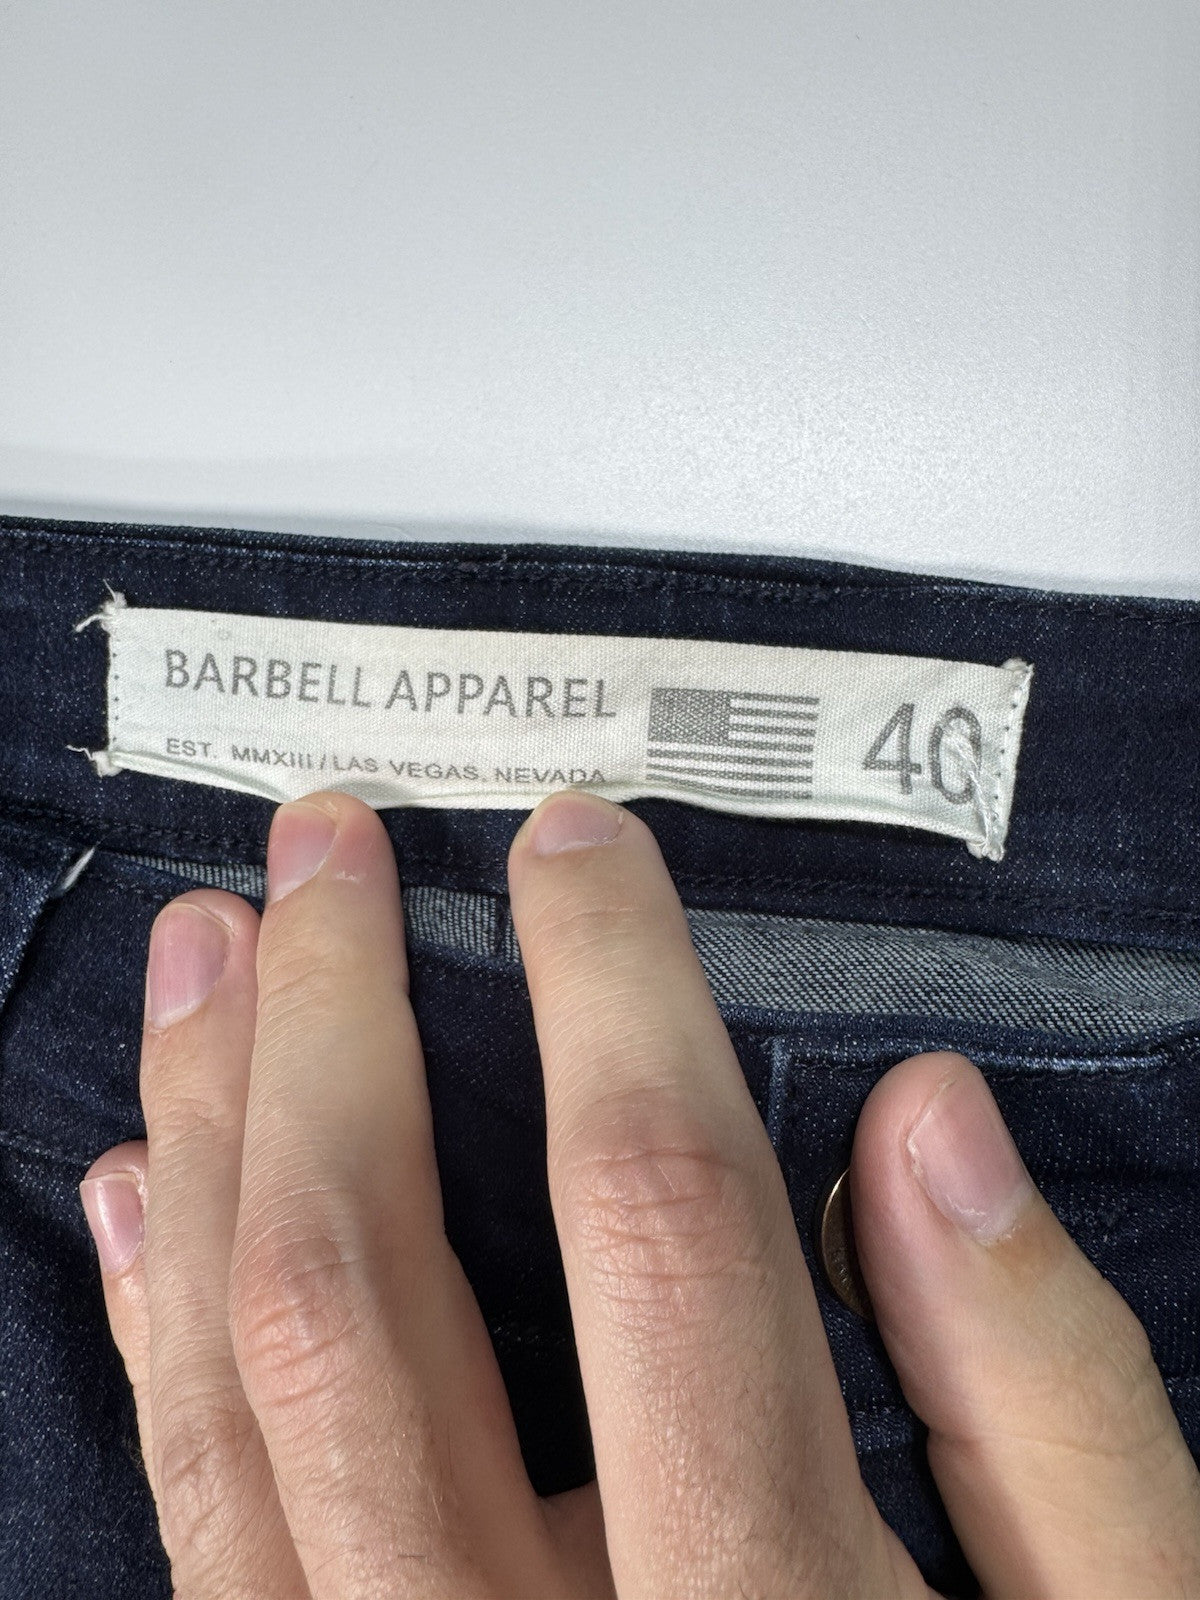 BARBELL APPAREL
EST. MMXIII / LAS VEGAS, NEVADA
40